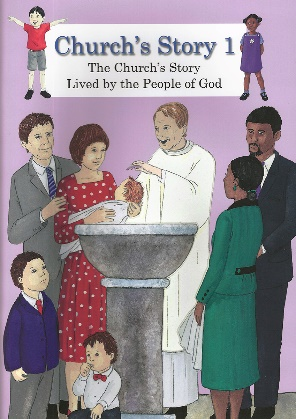 Church's Story 1
The Church's Story
Lived by the People of God